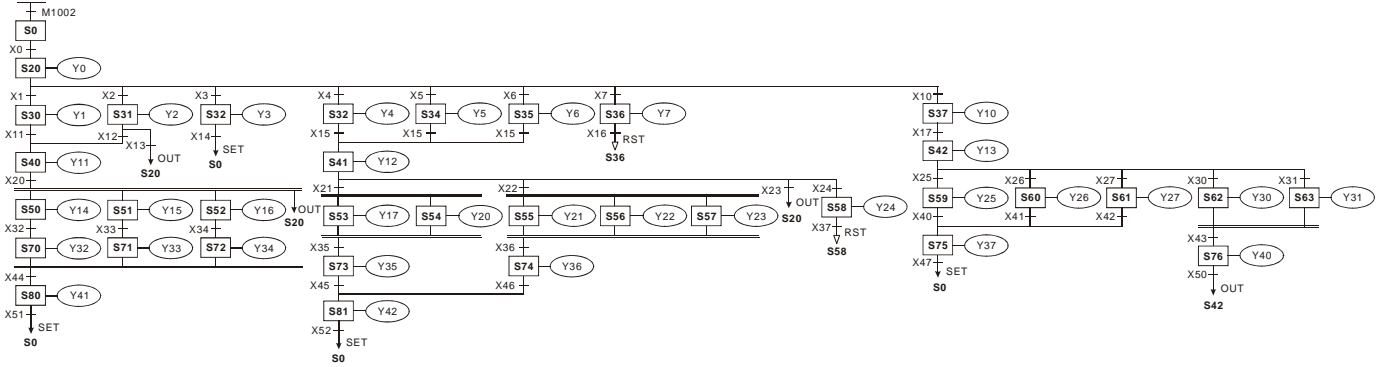 M1002
S0
X0
S20 Y0
X1 X2 X3 X4 X5 X6 X7 X10
S30 Y1 S31 Y2 S32 Y3 S32 Y4 S34 Y5 S35 Y6 S36 Y7 S37 Y10
X11 X12 X13 X14 X15 X15 X15 X16 RST X17
OUT SET
S20 S0 S36
S40 Y11 S41 Y12 S42 Y13
X20 X21 X22 X23 X24 X25 X26 X27 X30 X31
S50 Y14 S51 Y15 S52 Y16 OUT S53 Y17 S54 Y20 S55 Y21 S56 Y22 S57 Y23 OUT S58 Y24 S59 Y25 S60 Y26 S61 Y27 S62 Y30 S63 Y31
S20 S20
X32 X33 X34 X37 RST X40 X41 X42
S70 Y32 S71 Y33 S72 Y34 X35 X36 S58 S75 Y37 X43
S73 Y35 S74 Y36 X47 SET S76 Y40
X44 X45 X46 S0 X50 OUT
S80 Y41 S81 Y42 S42
X51 SET X52 SET
S0 S0